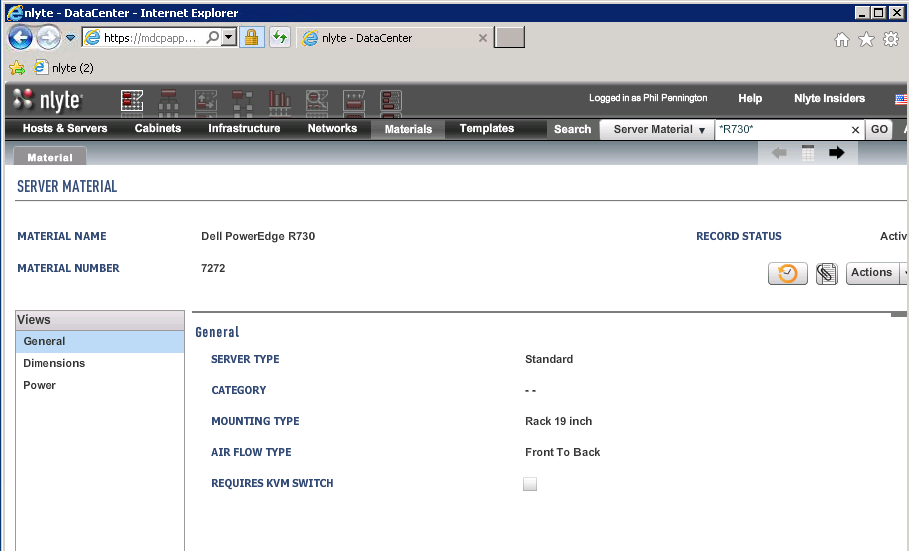 nlyte - DataCenter - Internet Explorer
https://mdcpapp...
nlyte - DataCenter
nlyte (2)
nlyte
Logged in as Phil Pannington
Help
Nlyte Insiders
Hosts & Servers
Cabinets
Infrastructure
Networks
Materials
Templates
Search
Server Material
*R730*
GO
Material
SERVER MATERIAL
MATERIAL NAME
Dell PowerEdge R730
RECORD STATUS
Activ
MATERIAL NUMBER
7272
Actions
Views
General
Dimensions
Power
General
SERVER TYPE
Standard
CATEGORY
- -
MOUNTING TYPE
Rack 19 inch
AIR FLOW TYPE
Front To Back
REQUIRES KVM SWITCH